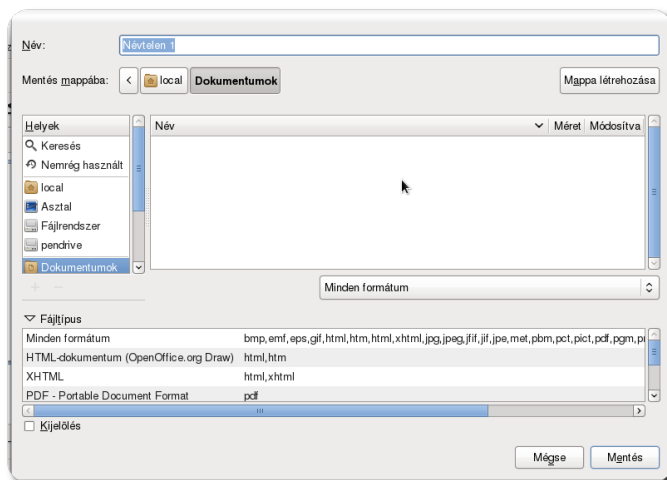 Név: Névtelen 1
Mentés mappába: local Dokumentumok Mappa létrehozása
Helyek Név Méret Módosítva
Keresés
Nemrég használt
local
Asztal
Fájlrendszer
pendrive
Dokumentumok
Minden formátum
Fájltípus
Minden formátum bmp,emf,eps,gif,html,htm,html,xhtml,jpg,jpeg,jfif,jif,jpe,met,pbm,pct,pict,pdf,pgm,
HTML-dokumentum (OpenOffice.org Draw) html,htm
XHTML html,xhtml
PDF - Portable Document Format pdf
Kijelölés
Mégse Mentés